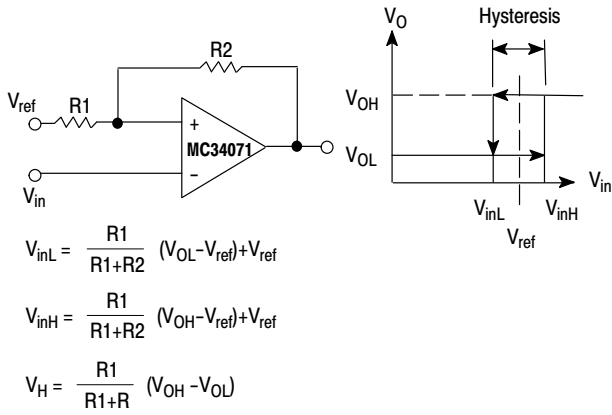 R2
R1
Vref
+
MC34071
−
Vin
VO
Hysteresis
VOH
VOL
Vin
VinL
VinH
Vref
VinL = R1/R1+R2 (VOL−Vref)+Vref
VinH = R1/R1+R2 (VOH−Vref)+Vref
VH = R1/R1+R (VOH −VOL)